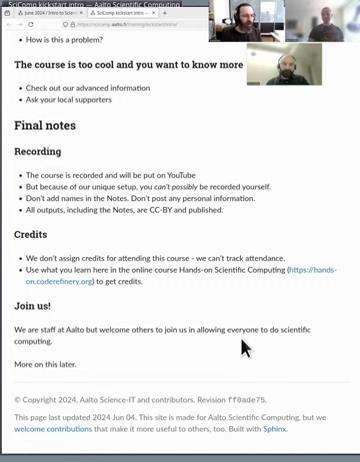 SciComp kickstart intro — Aalto Scientific Computing
June 2024 / Intro to Scien
SciComp kickstart intro —
https://scicomp.aalto.fi/training/kickstart/intro/
• How is this a problem?
The course is too cool and you want to know more
• Check out our advanced information
• Ask your local supporters
Final notes
Recording
• The course is recorded and will be put on YouTube
• But because of our unique setup, you can't possibly be recorded yourself.
• Don't add names in the Notes. Don't post any personal information.
• All outputs, including the Notes, are CC-BY and published.
Credits
• We don't assign credits for attending this course - we can't track attendance.
• Use what you learn here in the online course Hands-on Scientific Computing (https://hands-
on.coderefinery.org) to get credits.
Join us!
We are staff at Aalto but welcome others to join us in allowing everyone to do scientific
computing.
More on this later.
© Copyright 2024, Aalto Science-IT and contributors. Revision ff0ade75.
This page last updated 2024 Jun 04. This site is made for Aalto Scientific Computing, but we
welcome contributions that make it more useful to others, too. Built with Sphinx.